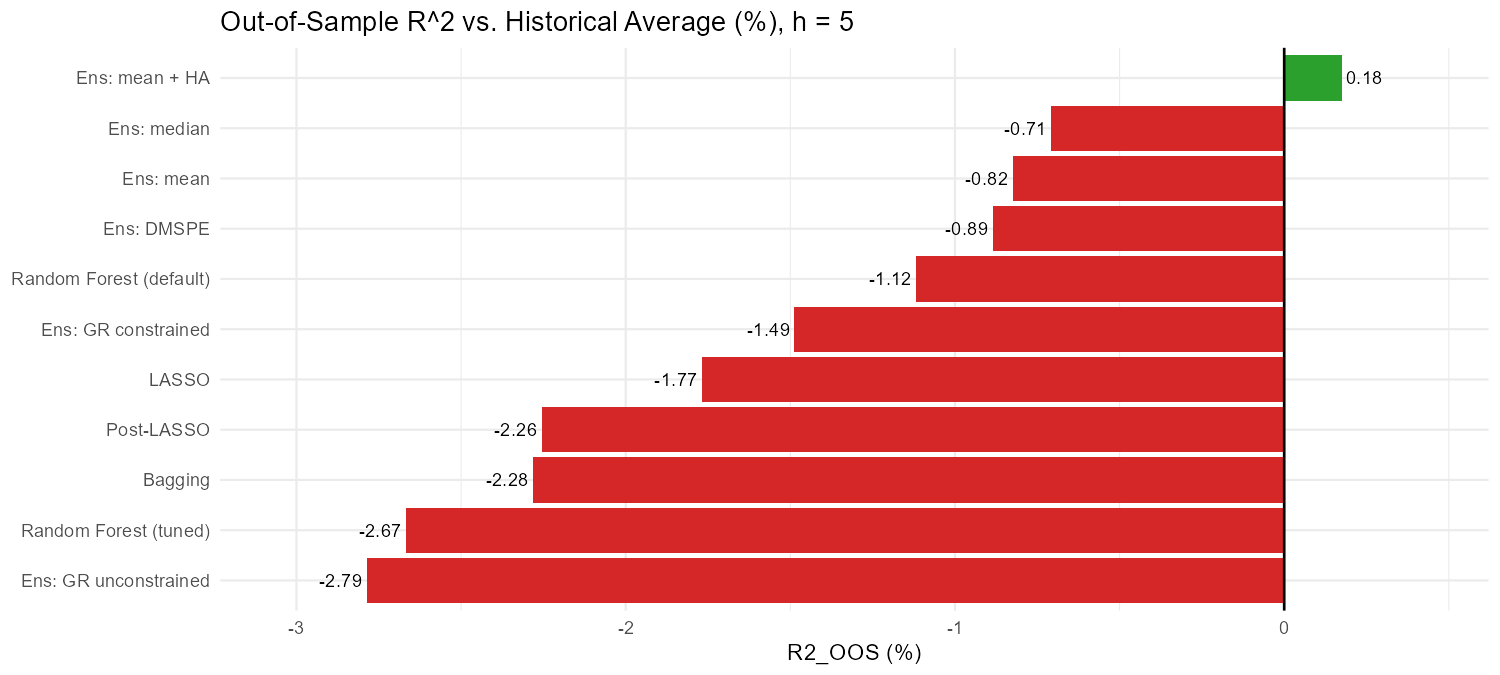 Out-of-Sample R^2 vs. Historical Average (%), h = 5
Ens: mean + HA 0.18
Ens: median -0.71
Ens: mean -0.82
Ens: DMSPE -0.89
Random Forest (default) -1.12
Ens: GR constrained -1.49
LASSO -1.77
Post-LASSO -2.26
Bagging -2.28
Random Forest (tuned) -2.67
Ens: GR unconstrained -2.79
-3 -2 -1 0
R2_OOS (%)